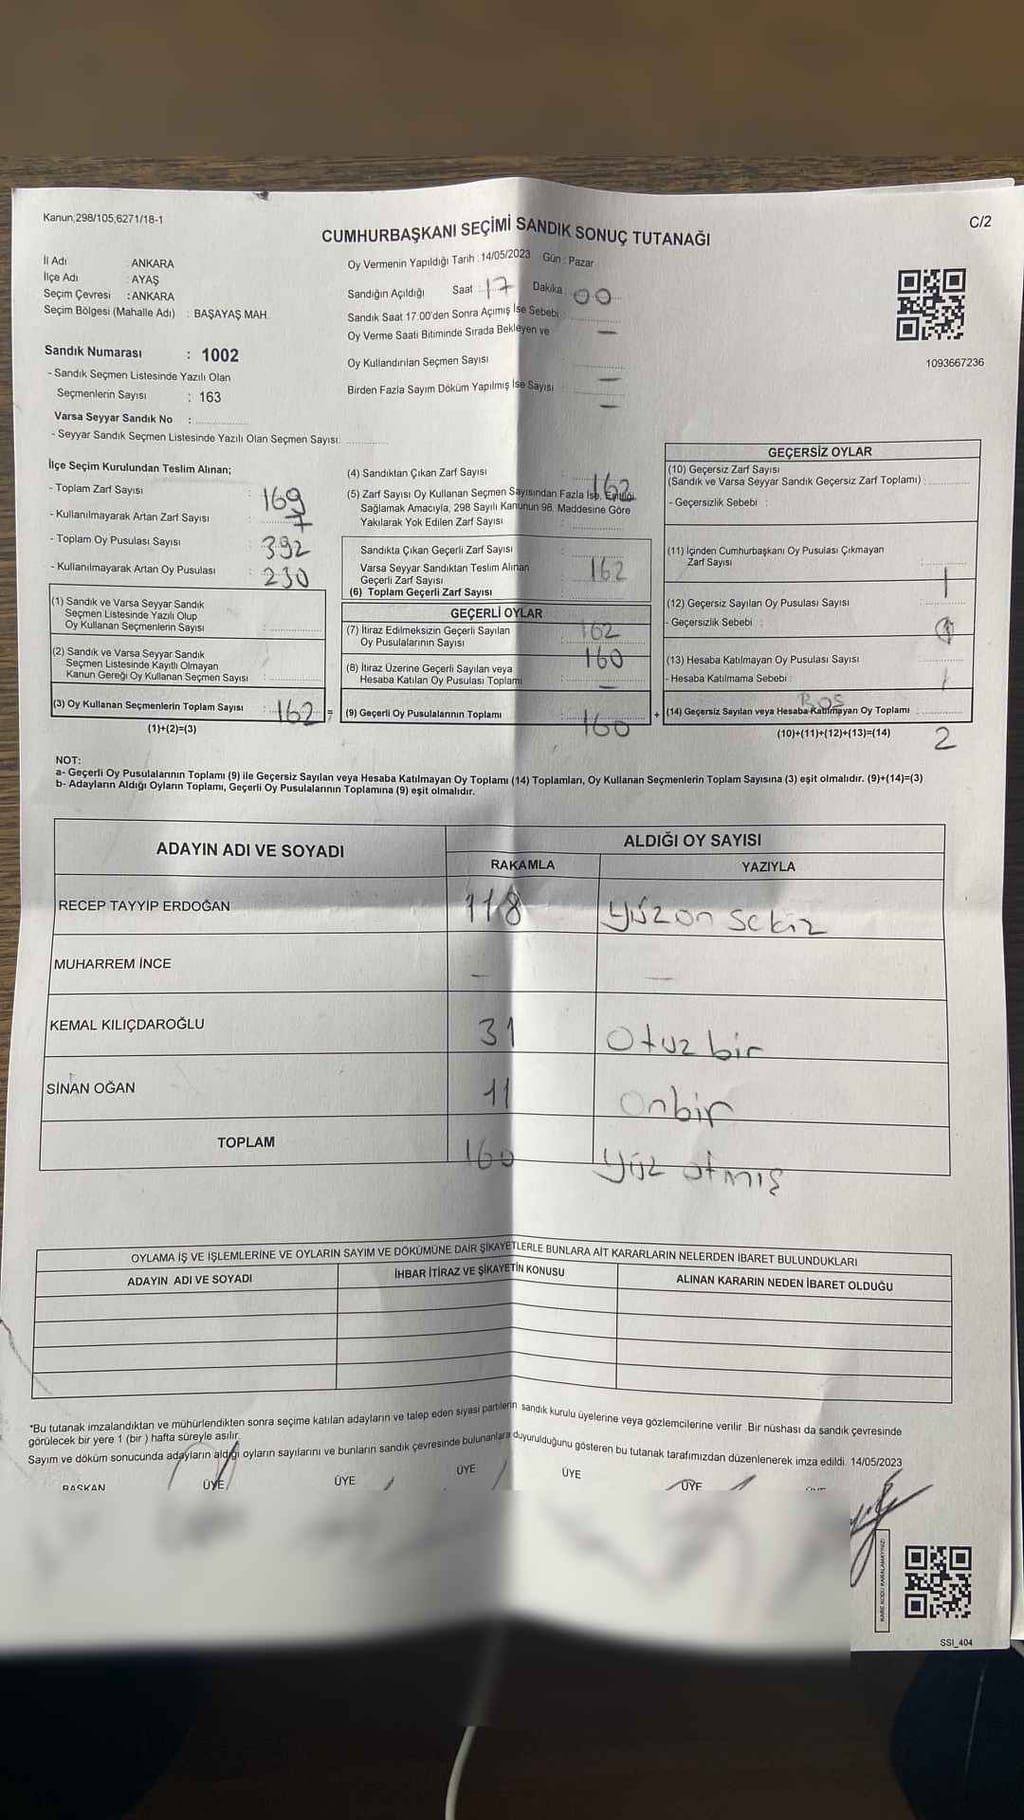 Kanun,298/105,6271/18-1
C/2
CUMHURBAŞKANI SEÇİMİ SANDIK SONUÇ TUTANAĞI
İl Adı ANKARA
İlçe Adı : AYAŞ
Seçim Çevresi : ANKARA
Seçim Bölgesi (Mahalle Adı) : BAŞAYAŞ MAH.
Oy Vermenin Yapıldığı Tarih : 14/05/2023 Gün : Pazar
Sandığın Açıldığı Saat : 17 Dakika : 00
Sandık Saat 17:00'den Sonra Açımış İse Sebebi :
Oy Verme Saati Bitiminde Sırada Bekleyen ve —
Oy Kullandırılan Seçmen Sayısı
Birden Fazla Sayım Döküm Yapılmış İse Sayısı —
—
1093667236
Sandık Numarası : 1002
- Sandık Seçmen Listesinde Yazılı Olan
Seçmenlerin Sayısı : 163
Varsa Seyyar Sandık No :
- Seyyar Sandık Seçmen Listesinde Yazılı Olan Seçmen Sayısı:
İlçe Seçim Kurulundan Teslim Alınan;
- Toplam Zarf Sayısı : 169
- Kullanılmayarak Artan Zarf Sayısı : 7
- Toplam Oy Pusulası Sayısı : 392
- Kullanılmayarak Artan Oy Pusulası : 230
(1) Sandık ve Varsa Seyyar Sandık
Seçmen Listesinde Yazılı Olup
Oy Kullanan Seçmenlerin Sayısı :
(2) Sandık ve Varsa Seyyar Sandık
Seçmen Listesinde Kayıtlı Olmayan
Kanun Gereği Oy Kullanan Seçmen Sayısı :
(3) Oy Kullanan Seçmenlerin Toplam Sayısı : 162 =
(1)+(2)=(3)
(4) Sandıktan Çıkan Zarf Sayısı : 162
(5) Zarf Sayısı Oy Kullanan Seçmen Sayısından Fazla İse, Eşitliği
Sağlamak Amacıyla, 298 Sayılı Kanunun 98. Maddesine Göre
Yakılarak Yok Edilen Zarf Sayısı :
Sandıkta Çıkan Geçerli Zarf Sayısı :
Varsa Seyyar Sandıktan Teslim Alınan
Geçerli Zarf Sayısı : 162
(6) Toplam Geçerli Zarf Sayısı
GEÇERLİ OYLAR
(7) İtiraz Edilmeksizin Geçerli Sayılan 162
Oy Pusulalarının Sayısı : 160
(8) İtiraz Üzerine Geçerli Sayılan veya
Hesaba Katılan Oy Pusulası Toplamı : —
(9) Geçerli Oy Pusulalarının Toplamı : 160 +
GEÇERSİZ OYLAR
(10) Geçersiz Zarf Sayısı
(Sandık ve Varsa Seyyar Sandık Geçersiz Zarf Toplamı) :
- Geçersizlik Sebebi :
(11) İçinden Cumhurbaşkanı Oy Pusulası Çıkmayan
Zarf Sayısı : 1
(12) Geçersiz Sayılan Oy Pusulası Sayısı :
- Geçersizlik Sebebi :
(13) Hesaba Katılmayan Oy Pusulası Sayısı :
- Hesaba Katılmama Sebebi : 1
BOŞ
(14) Geçersiz Sayılan veya Hesaba Katılmayan Oy Toplamı :
(10)+(11)+(12)+(13)=(14) 2
NOT:
a- Geçerli Oy Pusulalarının Toplamı (9) ile Geçersiz Sayılan veya Hesaba Katılmayan Oy Toplamı (14) Toplamları, Oy Kullanan Seçmenlerin Toplam Sayısına (3) eşit olmalıdır. (9)+(14)=(3)
b- Adayların Aldığı Oyların Toplamı, Geçerli Oy Pusulalarının Toplamına (9) eşit olmalıdır.
ADAYIN ADI VE SOYADI ALDIĞI OY SAYISI
RAKAMLA YAZIYLA
RECEP TAYYİP ERDOĞAN 118 yüz on sekiz
MUHARREM İNCE — —
KEMAL KILIÇDAROĞLU 31 Otuz bir
SİNAN OĞAN 11 Onbir
TOPLAM 160 yüz atmış
OYLAMA İŞ VE İŞLEMLERİNE VE OYLARIN SAYIM VE DÖKÜMÜNE DAİR ŞİKAYETLERLE BUNLARA AİT KARARLARIN NELERDEN İBARET BULUNDUKLARI
ADAYIN ADI VE SOYADI İHBAR İTİRAZ VE ŞİKAYETİN KONUSU ALINAN KARARIN NEDEN İBARET OLDUĞU
*Bu tutanak imzalandıktan ve mühürlendikten sonra seçime katılan adayların ve talep eden siyasi partilerin sandık kurulu üyelerine veya gözlemcilerine verilir. Bir nüshası da sandık çevresinde
görülecek bir yere 1 (bir ) hafta süreyle asılır.
Sayım ve döküm sonucunda adayların aldığı oyların sayılarını ve bunların sandık çevresinde bulunanlara duyurulduğunu gösteren bu tutanak tarafımızdan düzenlenerek imza edildi. 14/05/2023
BAŞKAN ÜYE ÜYE ÜYE ÜYE ÜYE
SSİ_404